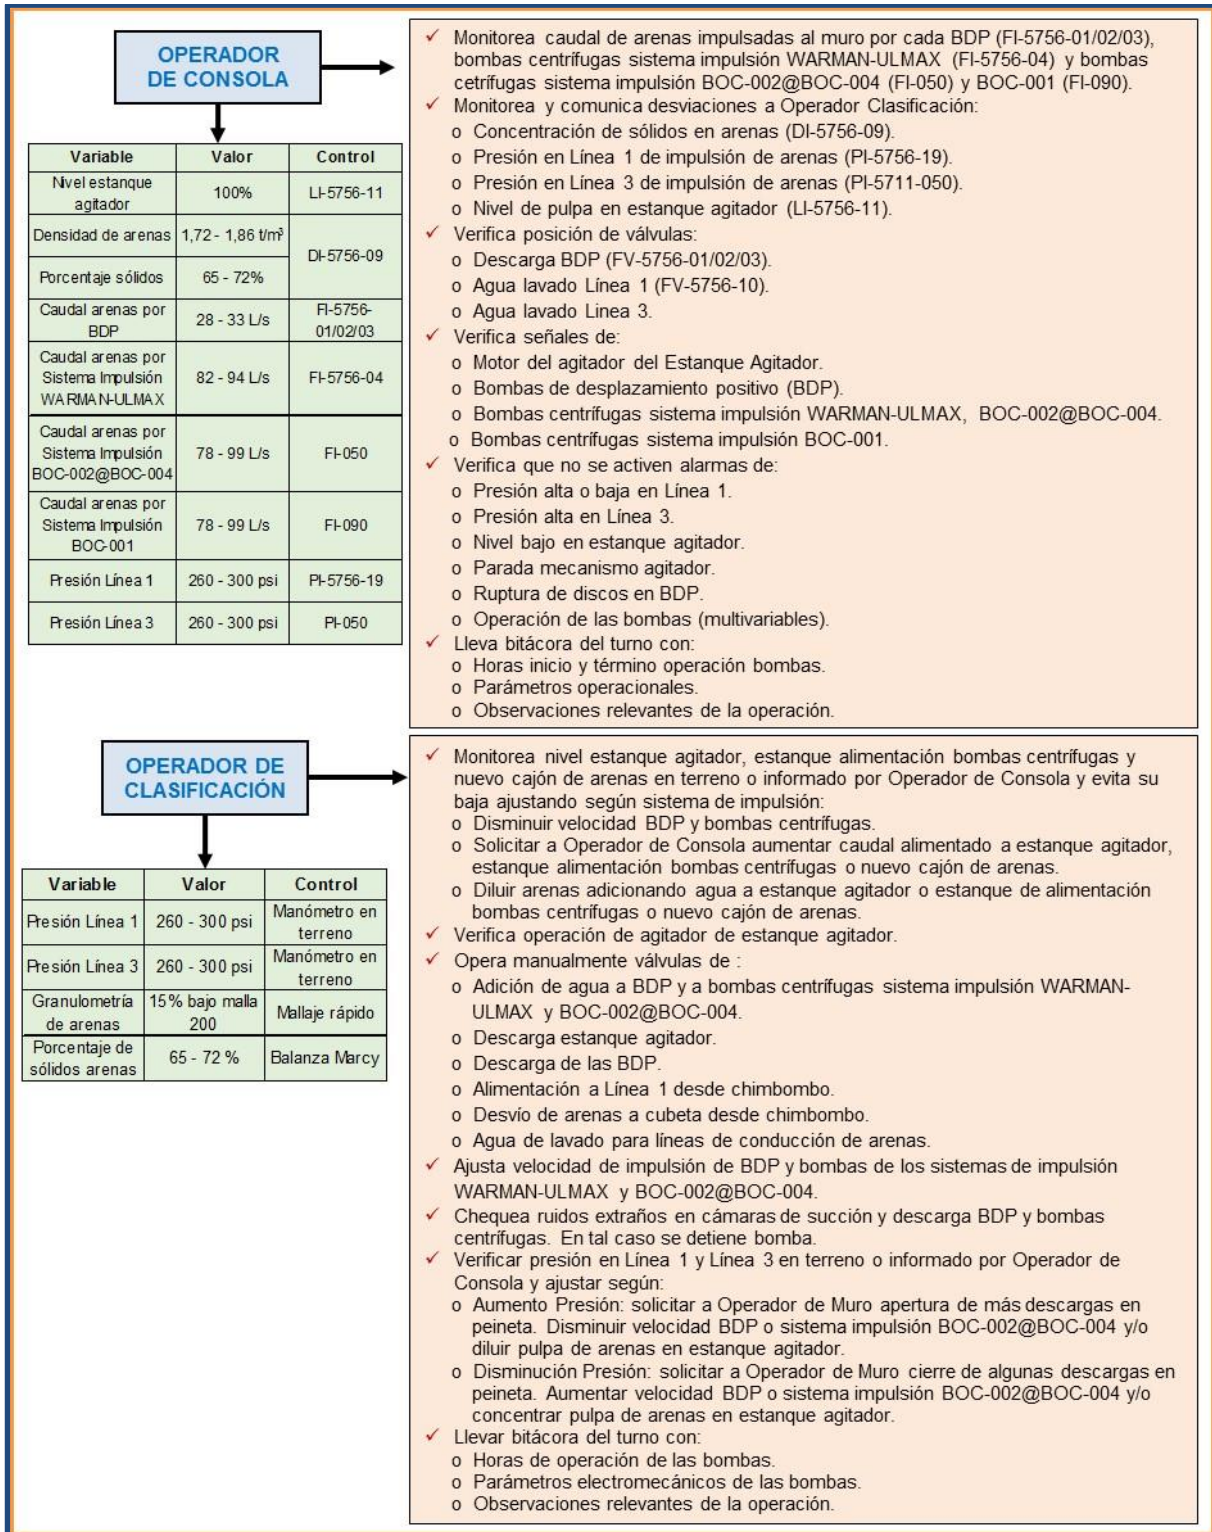 OPERADOR
DE CONSOLA
Variable Valor Control
Nivel estanque
agitador 100% LI-5756-11
Densidad de arenas 1,72 - 1,86 t/m³ DI-5756-09
Porcentaje sólidos 65 - 72%
Caudal arenas por
BDP 28 - 33 L/s FI-5756-
01/02/03
Caudal arenas por
Sistema Impulsión
WARMAN-ULMAX 82 - 94 L/s FI-5756-04
Caudal arenas por
Sistema Impulsión
BOC-002@BOC-004 78 - 99 L/s FI-050
Caudal arenas por
Sistema Impulsión
BOC-001 78 - 99 L/s FI-090
Presión Línea 1 260 - 300 psi PI-5756-19
Presión Línea 3 260 - 300 psi PI-050
✓ Monitorea caudal de arenas impulsadas al muro por cada BDP (FI-5756-01/02/03),
bombas centrífugas sistema impulsión WARMAN-ULMAX (FI-5756-04) y bombas
cetrífugas sistema impulsión BOC-002@BOC-004 (FI-050) y BOC-001 (FI-090).
✓ Monitorea y comunica desviaciones a Operador Clasificación:
o Concentración de sólidos en arenas (DI-5756-09).
o Presión en Línea 1 de impulsión de arenas (PI-5756-19).
o Presión en Línea 3 de impulsión de arenas (PI-5711-050).
o Nivel de pulpa en estanque agitador (LI-5756-11).
✓ Verifica posición de válvulas:
o Descarga BDP (FV-5756-01/02/03).
o Agua lavado Línea 1 (FV-5756-10).
o Agua lavado Linea 3.
✓ Verifica señales de:
o Motor del agitador del Estanque Agitador.
o Bombas de desplazamiento positivo (BDP).
o Bombas centrífugas sistema impulsión WARMAN-ULMAX, BOC-002@BOC-004.
o Bombas centrífugas sistema impulsión BOC-001.
✓ Verifica que no se activen alarmas de:
o Presión alta o baja en Línea 1.
o Presión alta en Línea 3.
o Nivel bajo en estanque agitador.
o Parada mecanismo agitador.
o Ruptura de discos en BDP.
o Operación de las bombas (multivariables).
✓ Lleva bitácora del turno con:
o Horas inicio y término operación bombas.
o Parámetros operacionales.
o Observaciones relevantes de la operación.
OPERADOR DE
CLASIFICACIÓN
Variable Valor Control
Presión Línea 1 260 - 300 psi Manómetro en
terreno
Presión Línea 3 260 - 300 psi Manómetro en
terreno
Granulometría
de arenas 15% bajo malla
200 Mallaje rápido
Porcentaje de
sólidos arenas 65 - 72 % Balanza Marcy
✓ Monitorea nivel estanque agitador, estanque alimentación bombas centrífugas y
nuevo cajón de arenas en terreno o informado por Operador de Consola y evita su
baja ajustando según sistema de impulsión:
o Disminuir velocidad BDP y bombas centrífugas.
o Solicitar a Operador de Consola aumentar caudal alimentado a estanque agitador,
estanque alimentación bombas centrífugas o nuevo cajón de arenas.
o Diluir arenas adicionando agua a estanque agitador o estanque de alimentación
bombas centrífugas o nuevo cajón de arenas.
✓ Verifica operación de agitador de estanque agitador.
✓ Opera manualmente válvulas de :
o Adición de agua a BDP y a bombas centrífugas sistema impulsión WARMAN-
ULMAX y BOC-002@BOC-004.
o Descarga estanque agitador.
o Descarga de las BDP.
o Alimentación a Línea 1 desde chimbombo.
o Desvío de arenas a cubeta desde chimbombo.
o Agua de lavado para líneas de conducción de arenas.
✓ Ajusta velocidad de impulsión de BDP y bombas de los sistemas de impulsión
WARMAN-ULMAX y BOC-002@BOC-004.
✓ Chequea ruidos extraños en cámaras de succión y descarga BDP y bombas
centrífugas. En tal caso se detiene bomba.
✓ Verificar presión en Línea 1 y Línea 3 en terreno o informado por Operador de
Consola y ajustar según:
o Aumento Presión: solicitar a Operador de Muro apertura de más descargas en
peineta. Disminuir velocidad BDP o sistema impulsión BOC-002@BOC-004 y/o
diluir pulpa de arenas en estanque agitador.
o Disminución Presión: solicitar a Operador de Muro cierre de algunas descargas en
peineta. Aumentar velocidad BDP o sistema impulsión BOC-002@BOC-004 y/o
concentrar pulpa de arenas en estanque agitador.
✓ Llevar bitácora del turno con:
o Horas de operación de las bombas.
o Parámetros electromecánicos de las bombas.
o Observaciones relevantes de la operación.